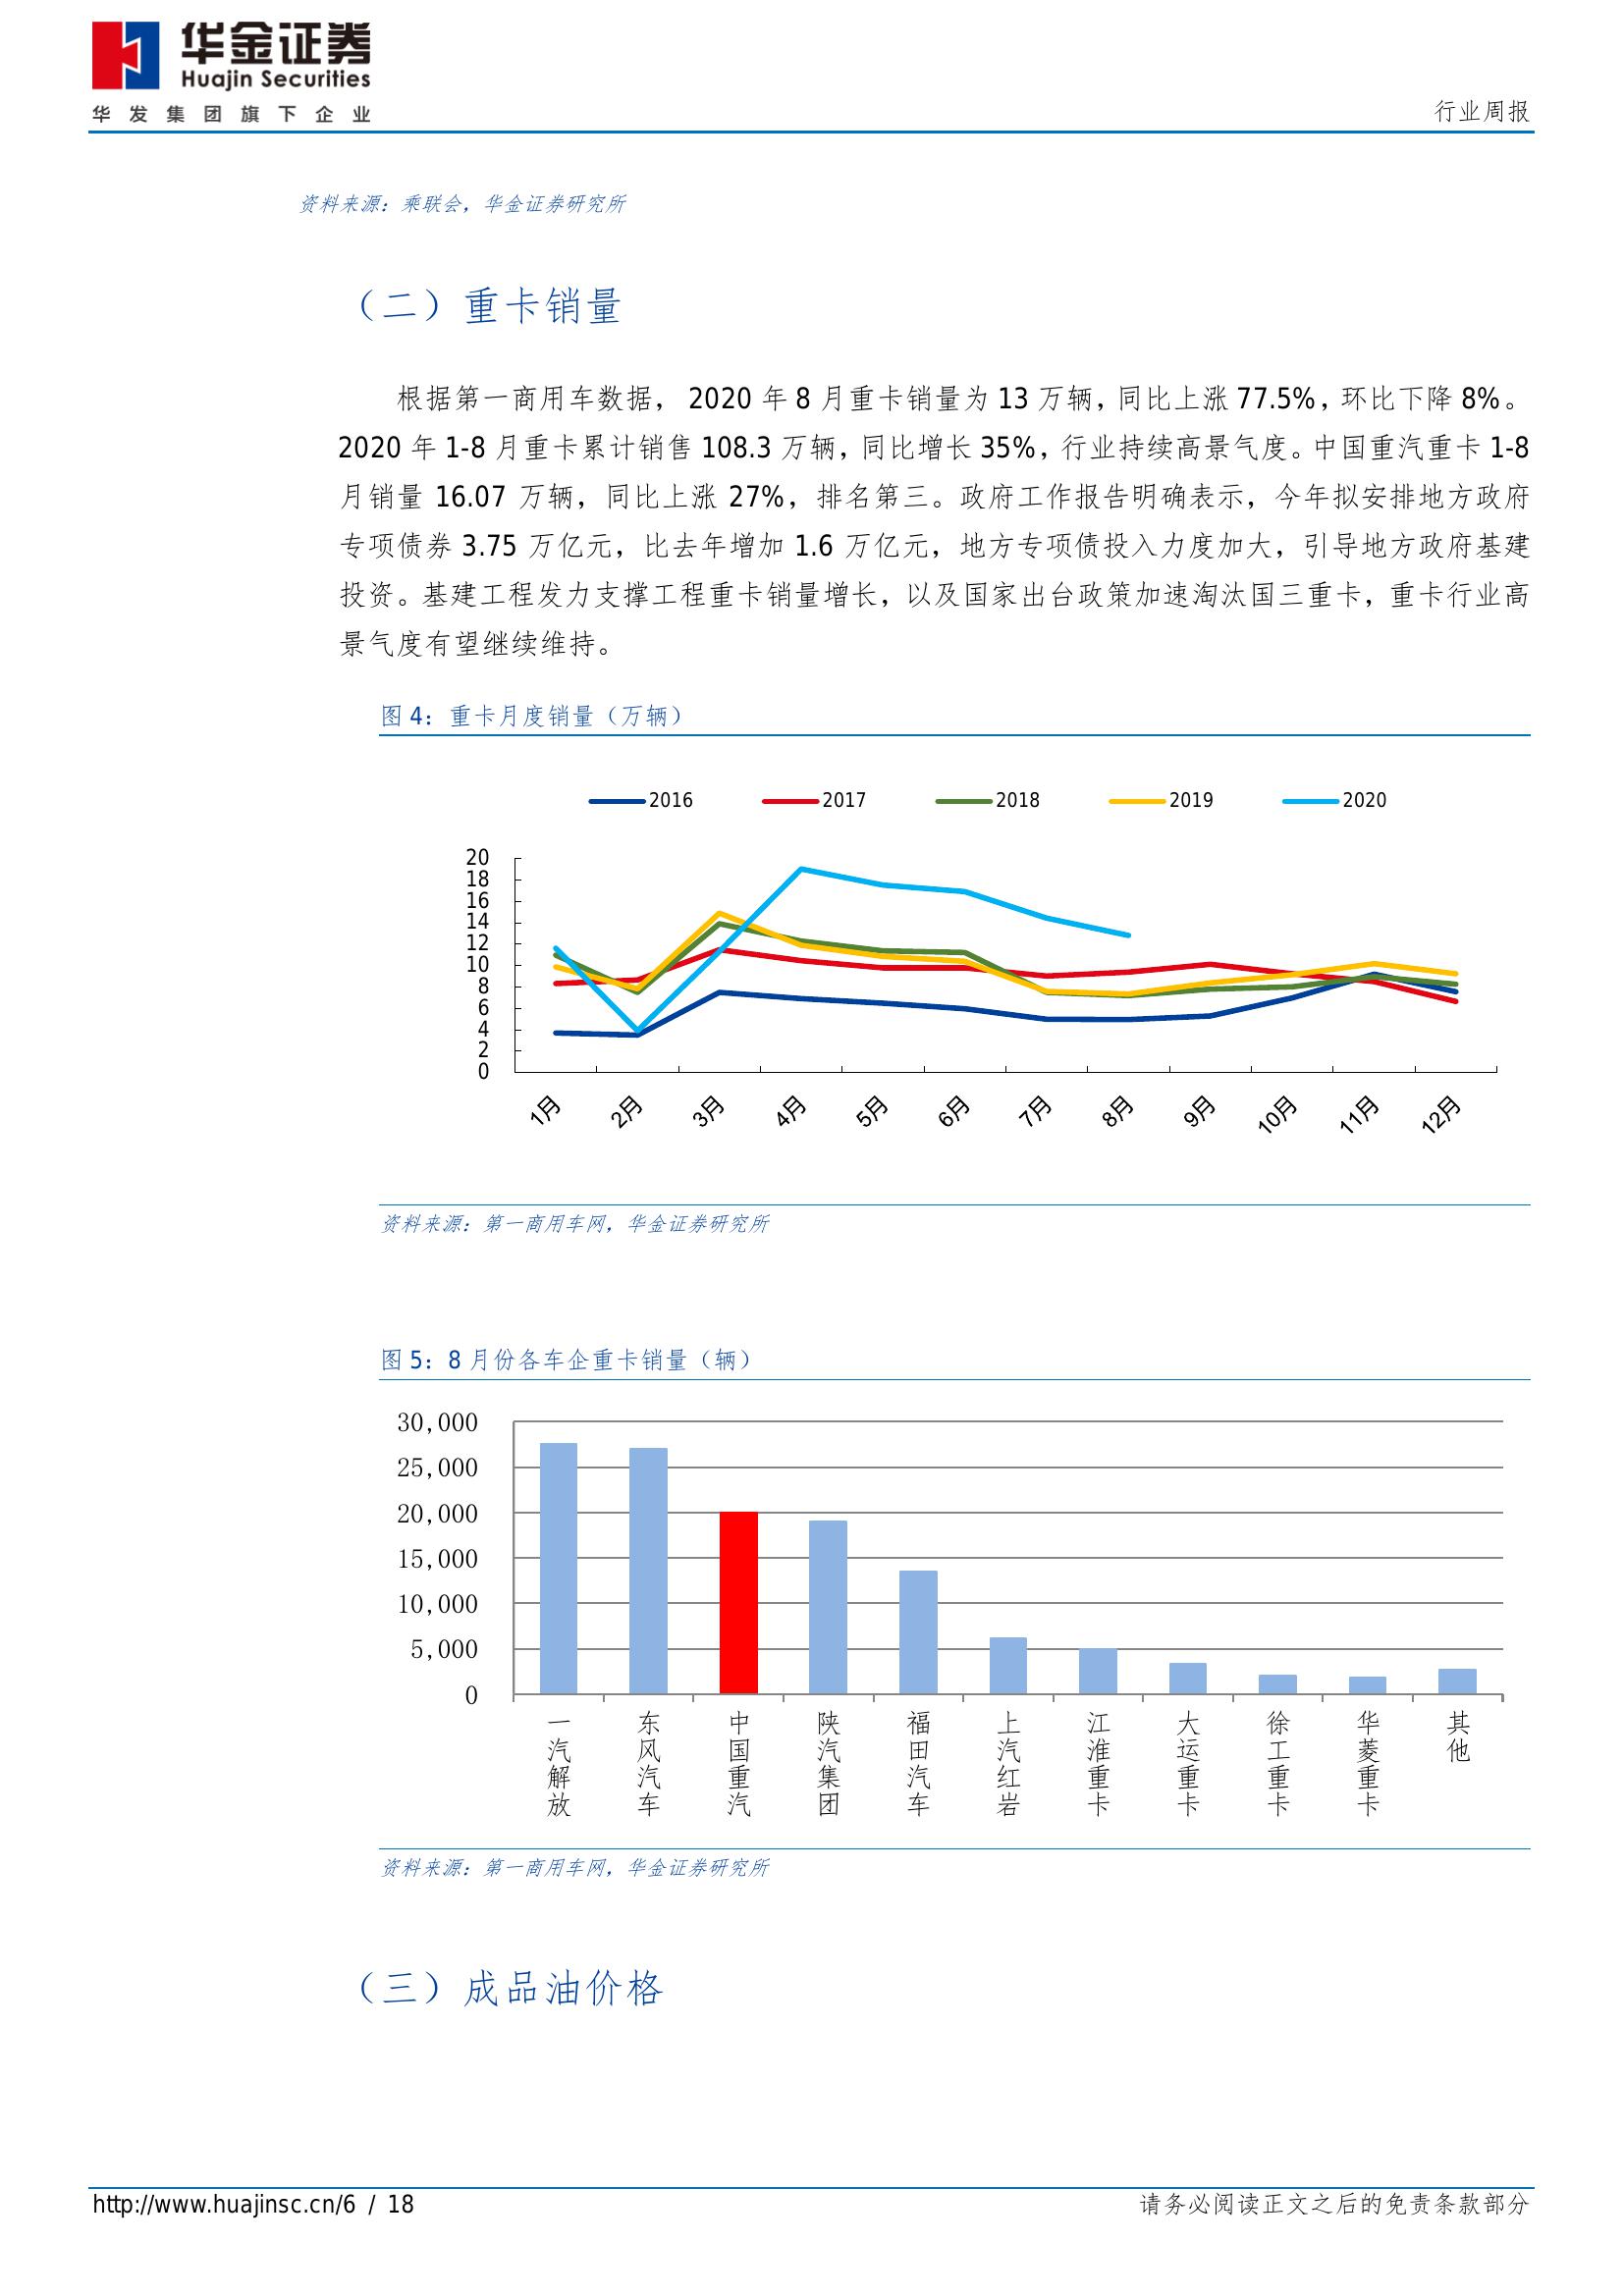 华金证券
Huajin Securities
华发集团旗下企业
行业周报
资料来源：乘联会，华金证券研究所
（二）重卡销量
根据第一商用车数据， 2020 年 8 月重卡销量为 13 万辆，同比上涨 77.5%，环比下降 8%。
2020 年 1-8 月重卡累计销售 108.3 万辆，同比增长 35%，行业持续高景气度。中国重汽重卡 1-8
月销量 16.07 万辆，同比上涨 27%，排名第三。政府工作报告明确表示，今年拟安排地方政府
专项债券 3.75 万亿元，比去年增加 1.6 万亿元，地方专项债投入力度加大，引导地方政府基建
投资。基建工程发力支撑工程重卡销量增长，以及国家出台政策加速淘汰国三重卡，重卡行业高
景气度有望继续维持。
图 4：重卡月度销量（万辆）
2016 2017 2018 2019 2020
20
18
16
14
12
10
8
6
4
2
0
1月 2月 3月 4月 5月 6月 7月 8月 9月 10月 11月 12月
资料来源：第一商用车网，华金证券研究所
图 5：8 月份各车企重卡销量（辆）
30,000
25,000
20,000
15,000
10,000
5,000
0
一汽解放 东风汽车 中国重汽 陕汽集团 福田汽车 上汽红岩 江淮重卡 大运重卡 徐工重卡 华菱重卡 其他
资料来源：第一商用车网，华金证券研究所
（三）成品油价格
http://www.huajinsc.cn/6 / 18
请务必阅读正文之后的免责条款部分